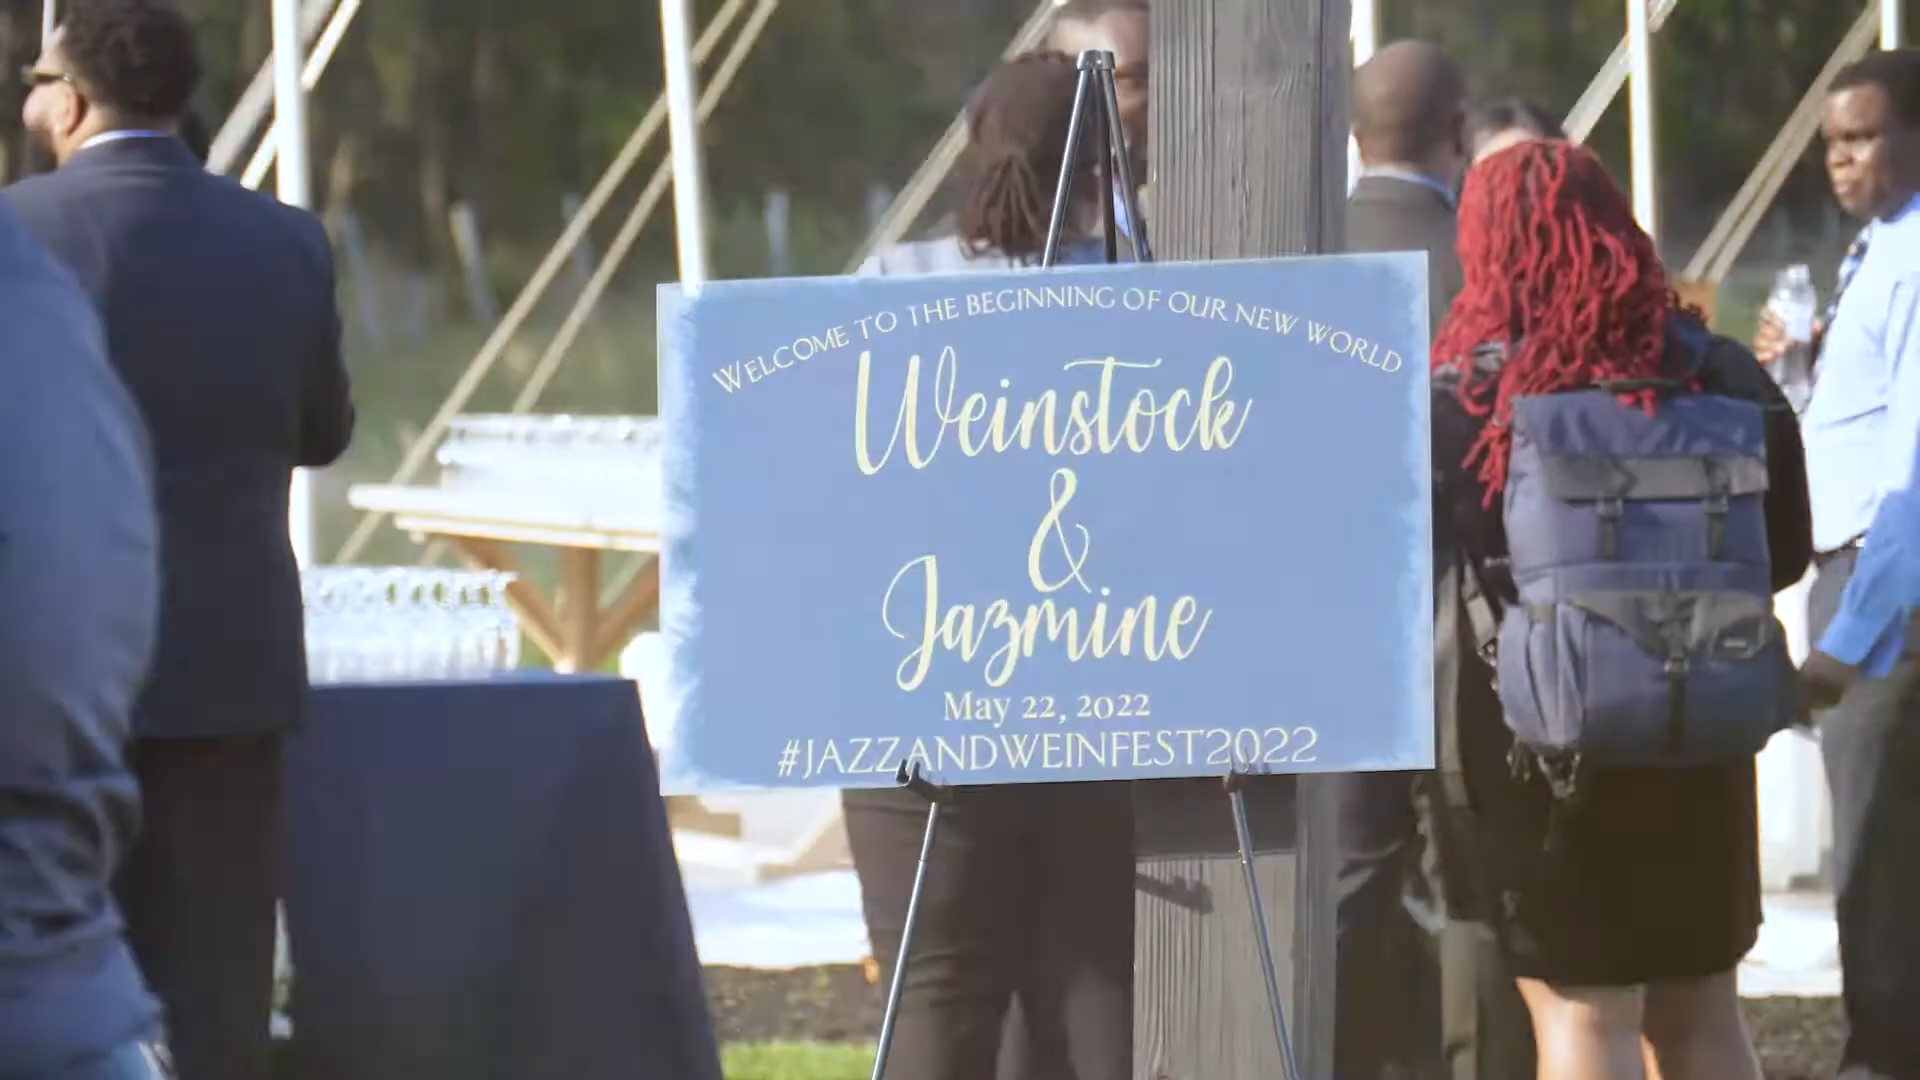 WELCOME TO THE BEGINNING OF OUR NEW WORLD
Weinstock
&
Jazmine
May 22, 2022
#JAZZANDWEINFEST2022